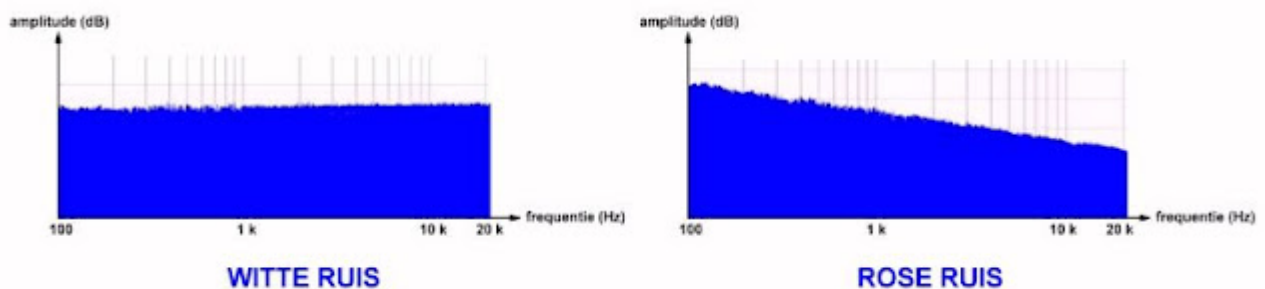 amplitude (dB)
frequentie (Hz)
100 1 k 10 k 20 k
WITTE RUIS
amplitude (dB)
frequentie (Hz)
100 1 k 10 k 20 k
ROSE RUIS